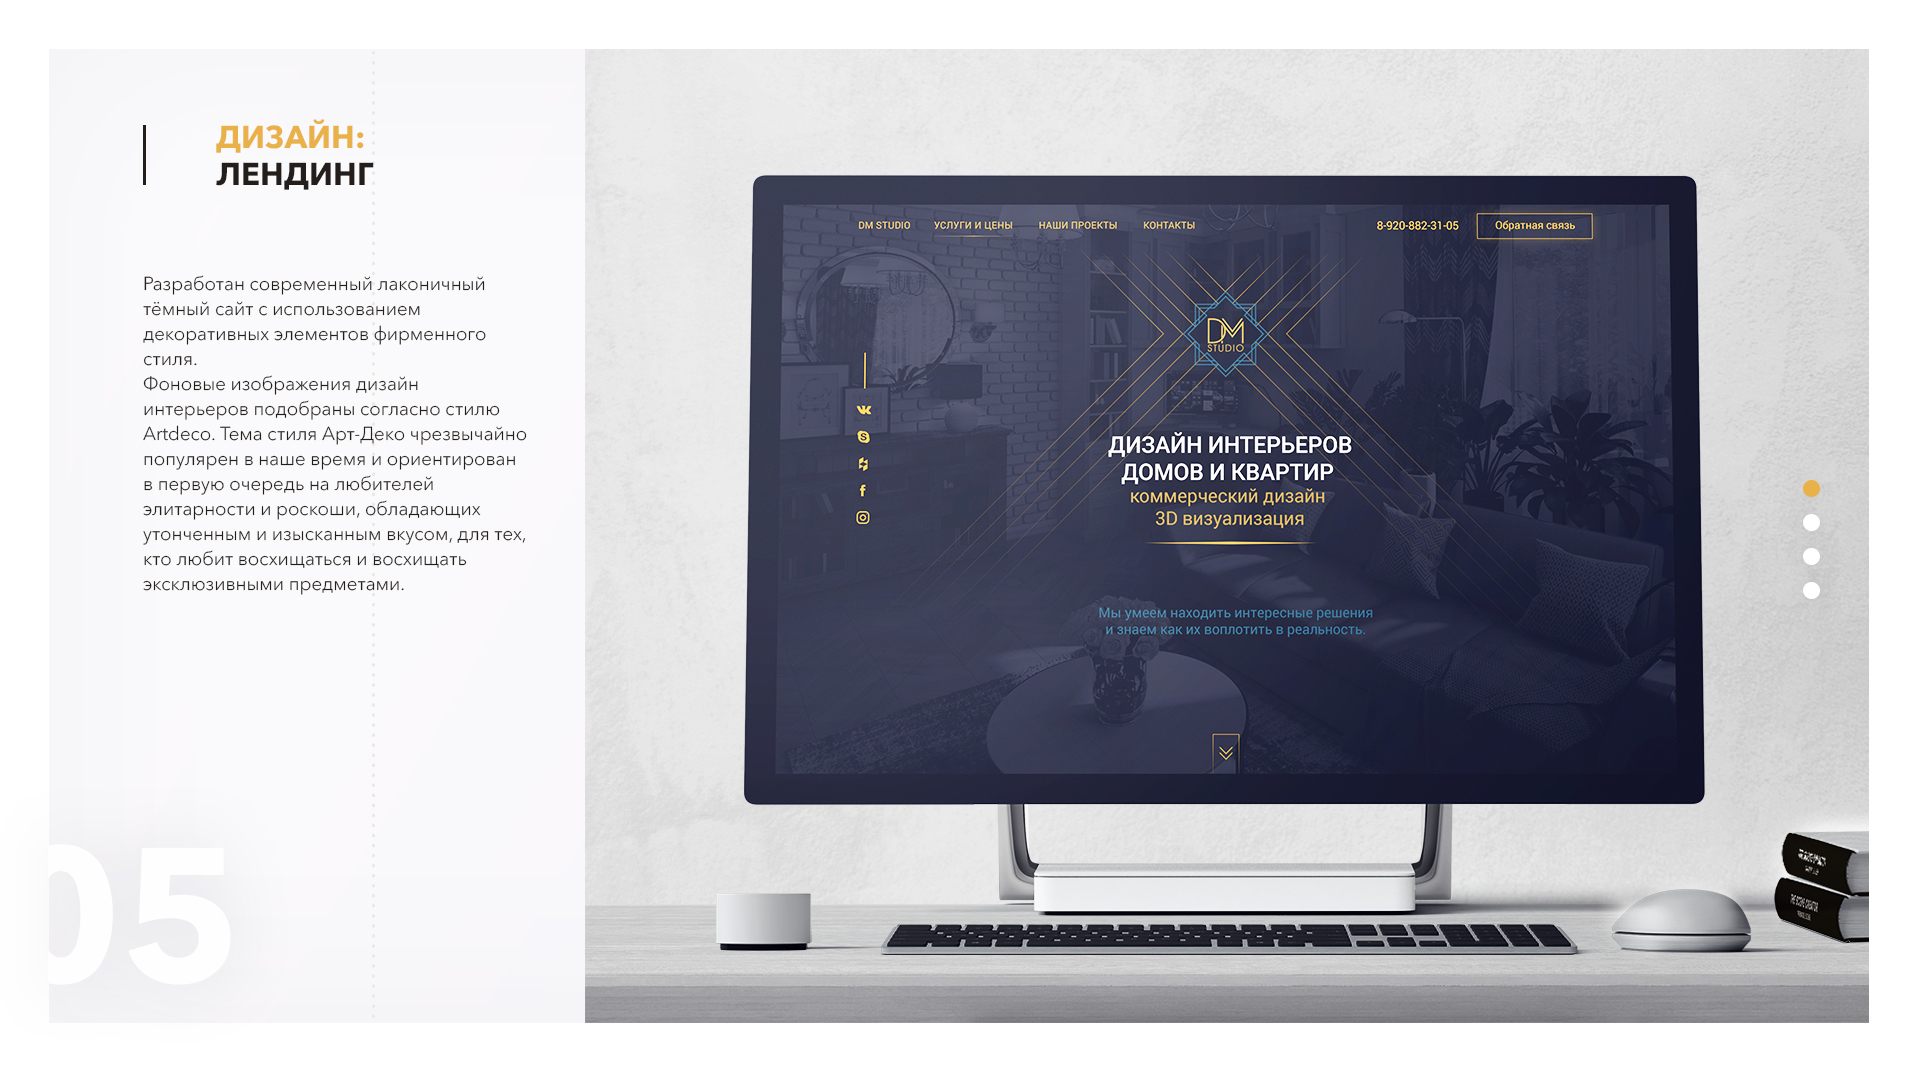 ДИЗАЙН:
ЛЕНДИНГ
Разработан современный лаконичный
тёмный сайт с использованием
декоративных элементов фирменного
стиля.
Фоновые изображения дизайн
интерьеров подобраны согласно стилю
Artdeco. Тема стиля Арт-Деко чрезвычайно
популярен в наше время и ориентирован
в первую очередь на любителей
элитарности и роскоши, обладающих
утонченным и изысканным вкусом, для тех,
кто любит восхищаться и восхищать
эксклюзивными предметами.
05
DM STUDIO УСЛУГИ И ЦЕНЫ НАШИ ПРОЕКТЫ КОНТАКТЫ 8-920-882-31-05 Обратная связь
DM
STUDIO
ДИЗАЙН ИНТЕРЬЕРОВ
ДОМОВ И КВАРТИР
коммерческий дизайн
3D визуализация
Мы умеем находить интересные решения
и знаем как их воплотить в реальность.